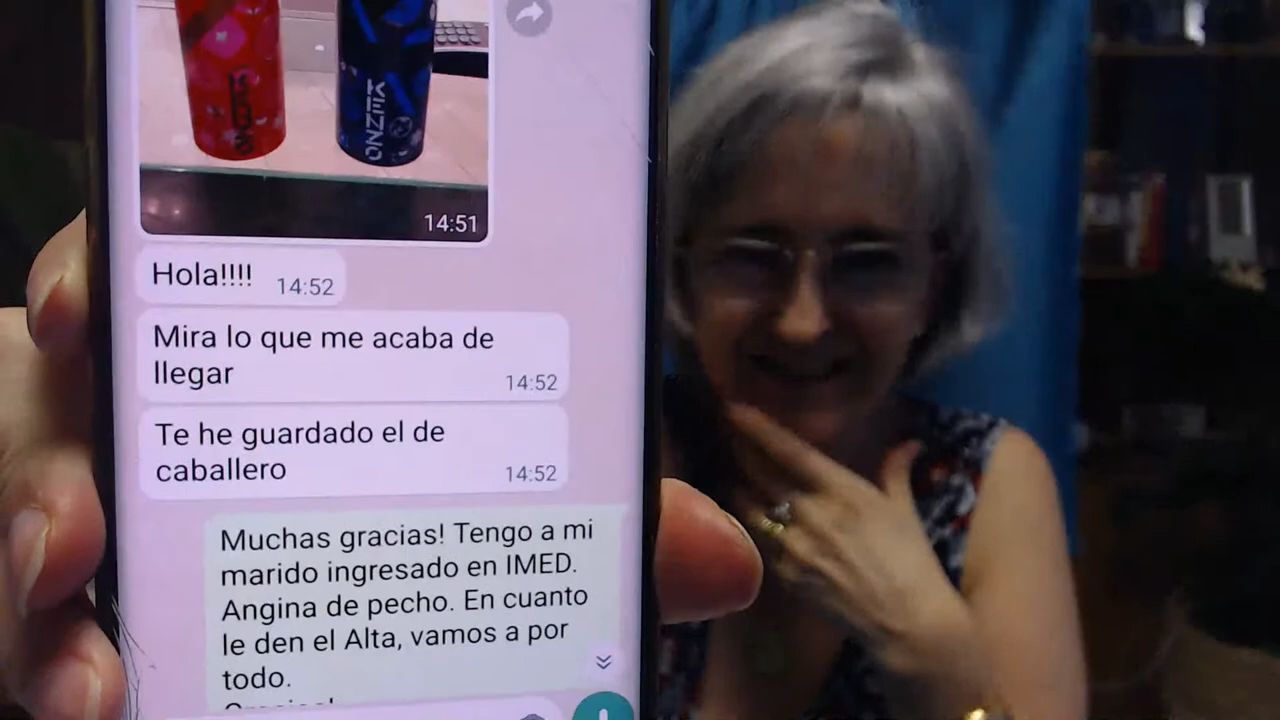 ONZEK
ONZEK
14:51
Hola!!!! 14:52
Mira lo que me acaba de
llegar 14:52
Te he guardado el de
caballero 14:52
Muchas gracias! Tengo a mi
marido ingresado en IMED.
Angina de pecho. En cuanto
le den el Alta, vamos a por
todo.